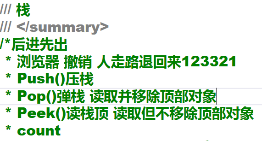 /// 栈
/// </summary>
/*后进先出
* 浏览器 撤销 人走路退回来123321
* Push()压栈
* Pop()弹栈 读取并移除顶部对象
* Peek()读栈顶 读取但不移除顶部对象
* count